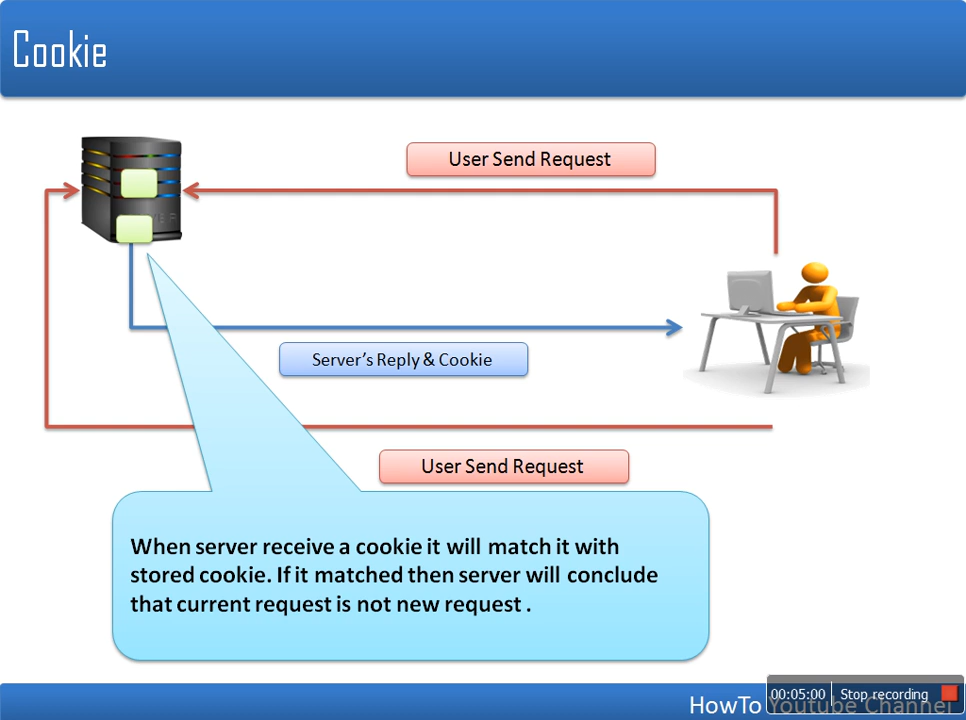 Cookie
User Send Request
Server's Reply & Cookie
User Send Request
When server receive a cookie it will match it with
stored cookie. If it matched then server will conclude
that current request is not new request .
00:05:00 Stop recording
HowTo Youtube Channel